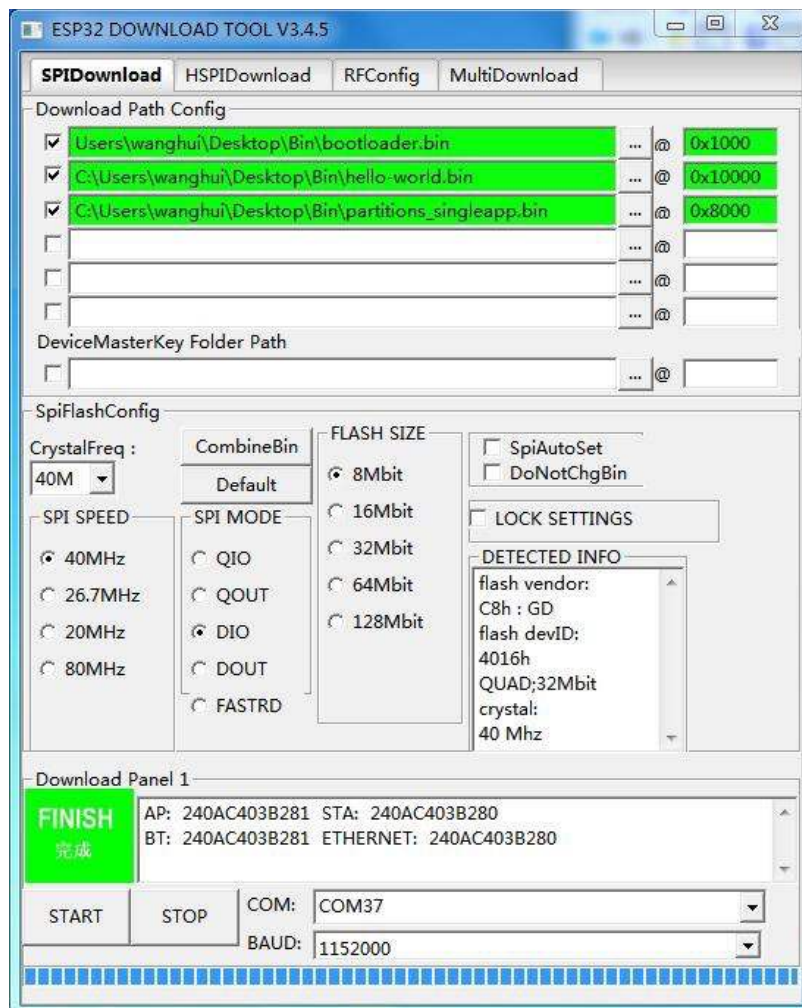 ESP32 DOWNLOAD TOOL V3.4.5
SPIDownload HSPIDownload RFConfig MultiDownload
Download Path Config
Users\wanghui\Desktop\Bin\bootloader.bin ... @ 0x1000
C:\Users\wanghui\Desktop\Bin\hello-world.bin ... @ 0x10000
C:\Users\wanghui\Desktop\Bin\partitions_singleapp.bin ... @ 0x8000
... @
... @
... @
DeviceMasterKey Folder Path
... @
SpiFlashConfig
CrystalFreq :
40M
CombineBin
Default
SPI SPEED
40MHz
26.7MHz
20MHz
80MHz
SPI MODE
QIO
QOUT
DIO
DOUT
FASTRD
FLASH SIZE
8Mbit
16Mbit
32Mbit
64Mbit
128Mbit
SpiAutoSet
DoNotChgBin
LOCK SETTINGS
DETECTED INFO
flash vendor:
C8h : GD
flash devID:
4016h
QUAD;32Mbit
crystal:
40 Mhz
Download Panel 1
FINISH
完成
AP: 240AC403B281 STA: 240AC403B280
BT: 240AC403B281 ETHERNET: 240AC403B280
START STOP
COM: COM37
BAUD: 1152000